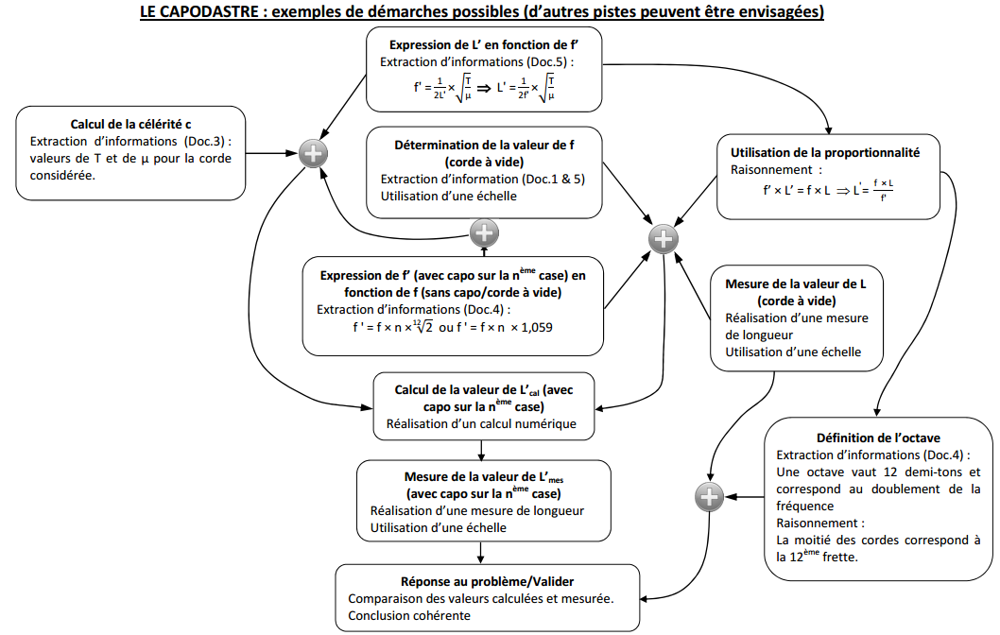 LE CAPODASTRE : exemples de démarches possibles (d’autres pistes peuvent être envisagées)
Expression de L’ en fonction de f’
Extraction d’informations (Doc.5) :
f' = 1/2L' × √T/µ ⇒ L' = 1/2f' × √T/µ
Calcul de la célérité c
Extraction d’informations (Doc.3) :
valeurs de T et de µ pour la corde
considérée.
Détermination de la valeur de f
(corde à vide)
Extraction d’information (Doc.1 & 5)
Utilisation d’une échelle
Utilisation de la proportionnalité
Raisonnement :
f’ × L’ = f × L ⇒ L' = f × L / f'
Expression de f’ (avec capo sur la nème case) en
fonction de f (sans capo/corde à vide)
Extraction d’informations (Doc.4) :
f ' = f × n × ¹²√2 ou f ' = f × n × 1,059
Mesure de la valeur de L
(corde à vide)
Réalisation d’une mesure
de longueur
Utilisation d’une échelle
Calcul de la valeur de L’cal (avec
capo sur la nème case)
Réalisation d’un calcul numérique
Mesure de la valeur de L’mes
(avec capo sur la nème case)
Réalisation d’une mesure de longueur
Utilisation d’une échelle
Définition de l’octave
Extraction d’informations (Doc.4) :
Une octave vaut 12 demi-tons et
correspond au doublement de la
fréquence
Raisonnement :
La moitié des cordes correspond à
la 12ème frette.
Réponse au problème/Valider
Comparaison des valeurs calculées et mesurée.
Conclusion cohérente